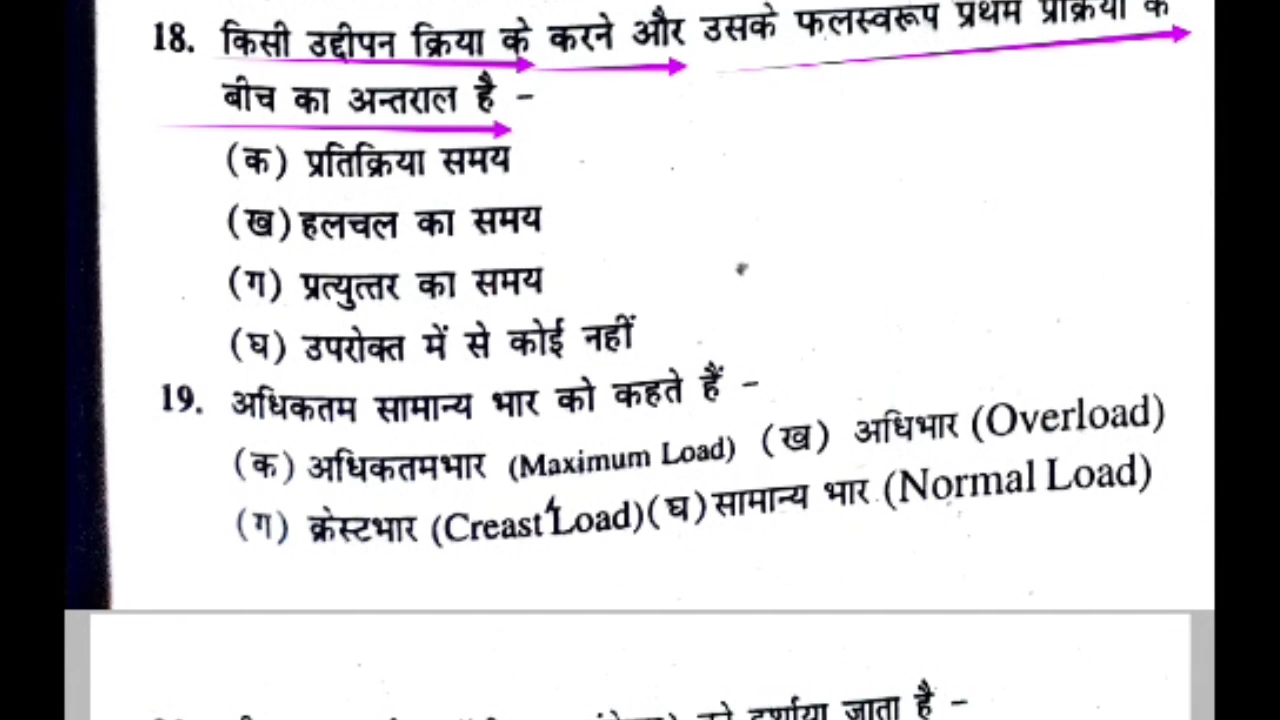 18. किसी उद्दीपन क्रिया के करने और उसके फलस्वरूप प्रथम प्रक्रिया के
बीच का अन्तराल है -
(क) प्रतिक्रिया समय
(ख) हलचल का समय
(ग) प्रत्युत्तर का समय
(घ) उपरोक्त में से कोई नहीं
19. अधिकतम सामान्य भार को कहते हैं -
(क) अधिकतमभार (Maximum Load) (ख) अधिभार (Overload)
(ग) क्रेस्टभार (Creast Load) (घ) सामान्य भार (Normal Load)
को दर्शाया जाता है -